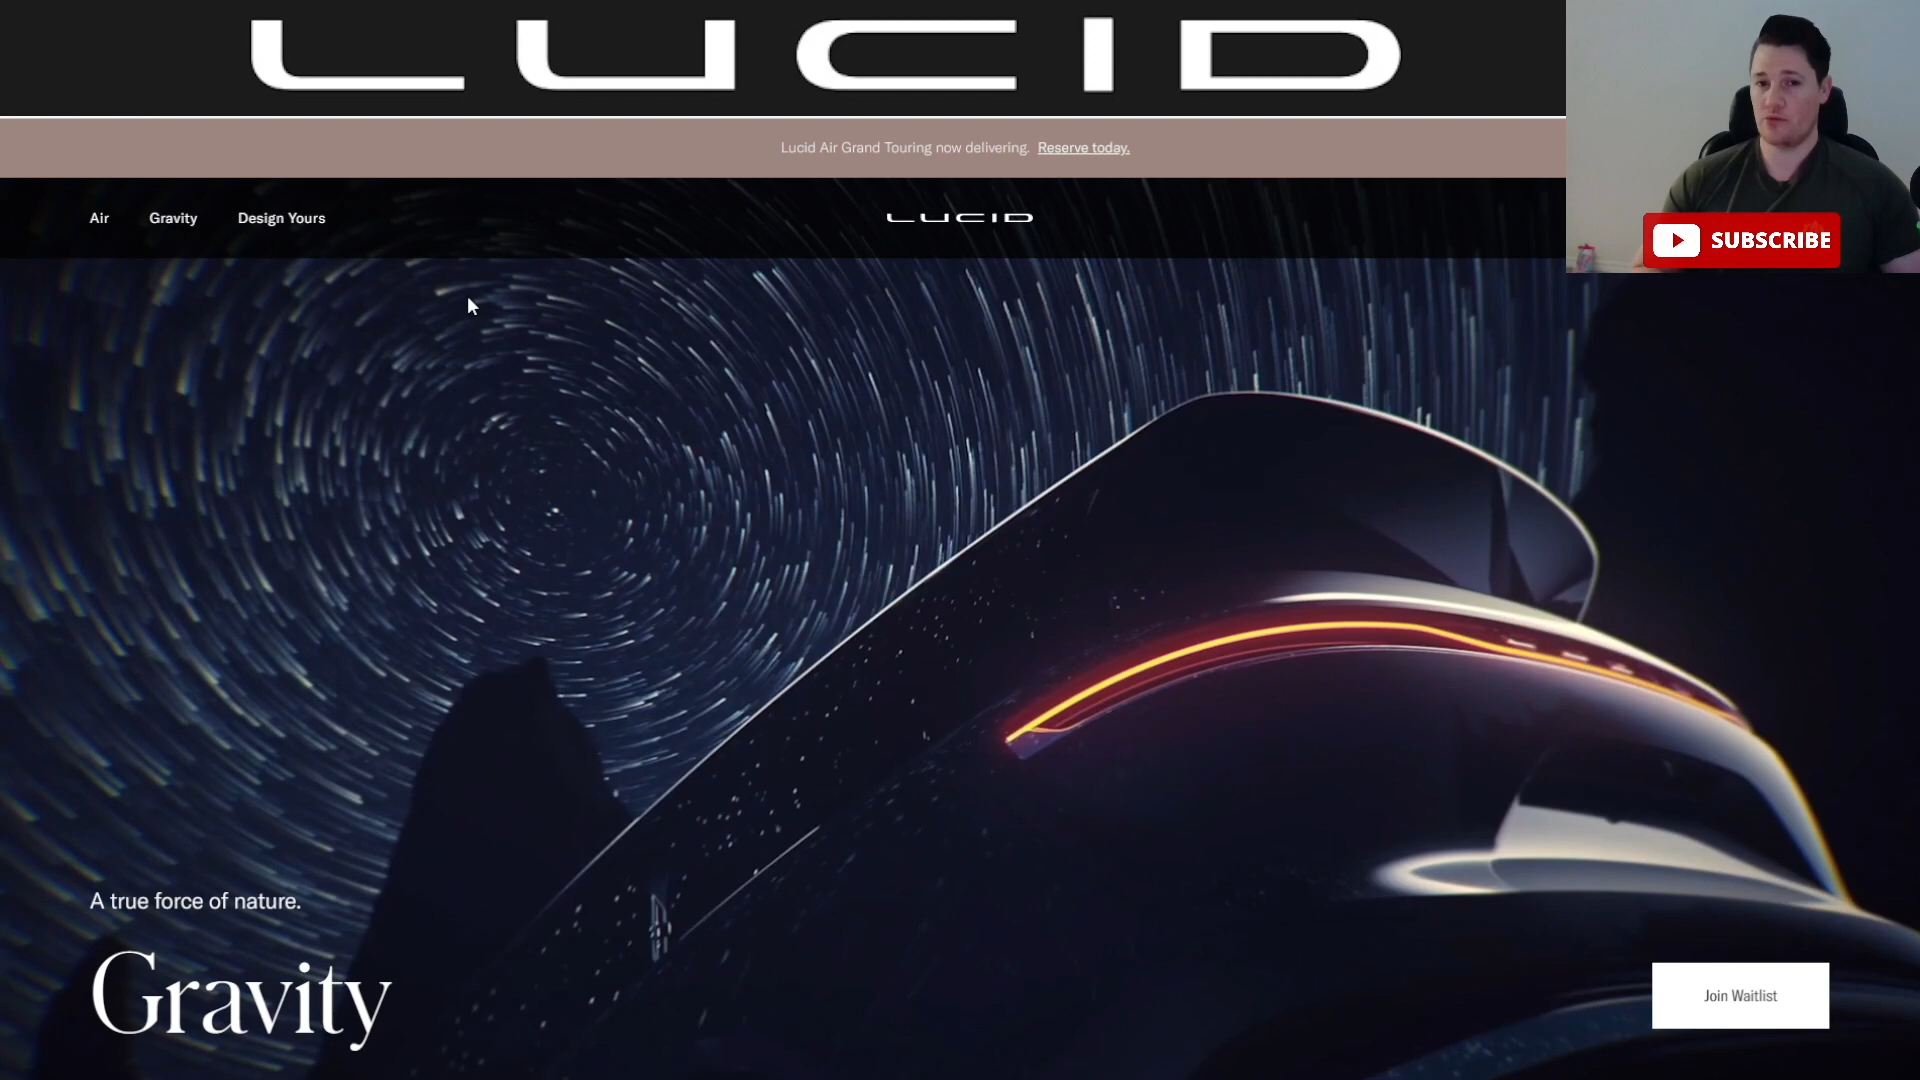 LUCID
Lucid Air Grand Touring now delivering. Reserve today.
Air Gravity Design Yours
LUCID
SUBSCRIBE
A true force of nature.
Gravity
Join Waitlist